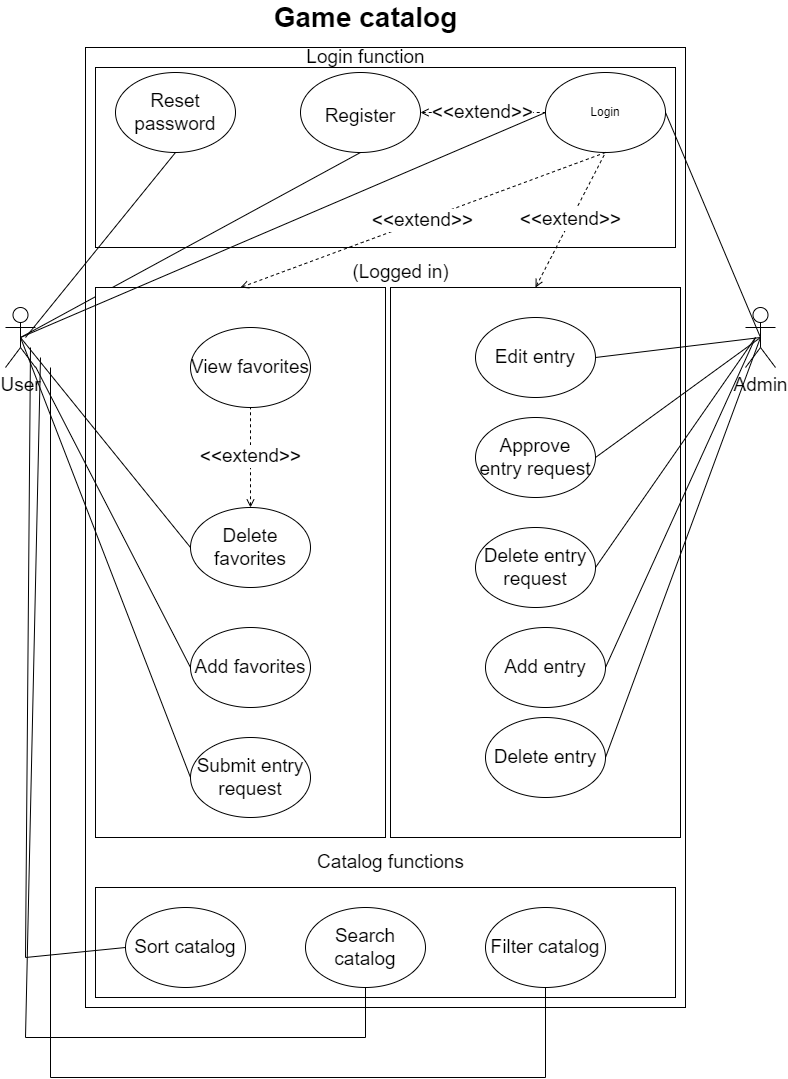 Game catalog
Login function
Reset
password
Register
<<extend>>
Login
<<extend>>
<<extend>>
(Logged in)
View favorites
<<extend>>
Delete
favorites
Add favorites
Submit entry
request
Edit entry
Approve
entry request
Delete entry
request
Add entry
Delete entry
User
Admin
Catalog functions
Sort catalog
Search
catalog
Filter catalog